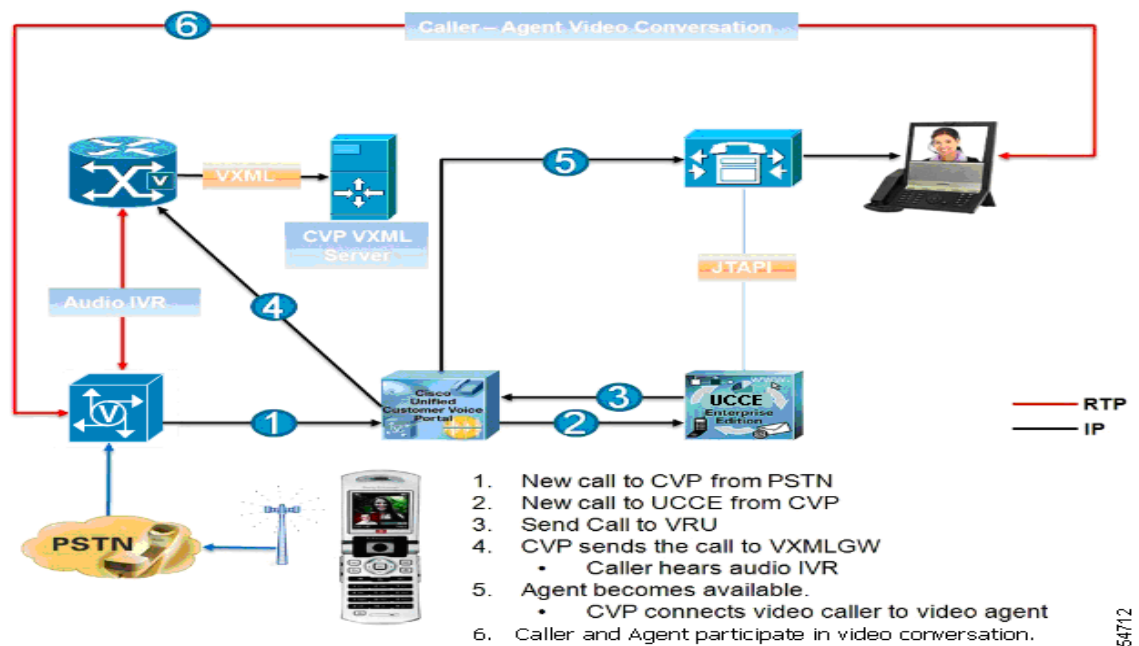 6
Caller – Agent Video Conversation
V
VXML
5
CVP VXML
Server
JTAPI
Audio IVR
4
V
1
Cisco
Unified
Customer Voice
Portal
3
2
UCCE
Enterprise
Edition
RTP
IP
PSTN
1. New call to CVP from PSTN
2. New call to UCCE from CVP
3. Send Call to VRU
4. CVP sends the call to VXMLGW
• Caller hears audio IVR
5. Agent becomes available.
• CVP connects video caller to video agent
6. Caller and Agent participate in video conversation.
54712